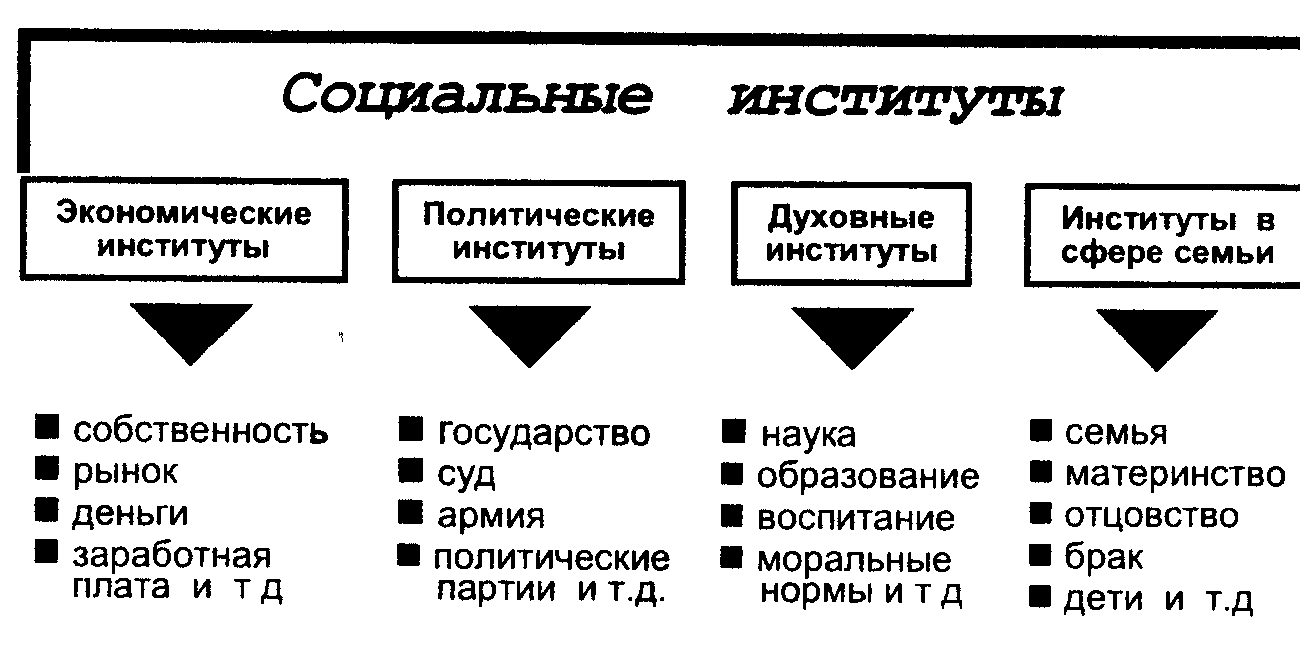 Социальные институты
Экономические
институты
Политические
институты
Духовные
институты
Институты в
сфере семьи
собственность
рынок
деньги
заработная
плата и т д
государство
суд
армия
политические
партии и т.д.
наука
образование
воспитание
моральные
нормы и т д
семья
материнство
отцовство
брак
дети и т.д